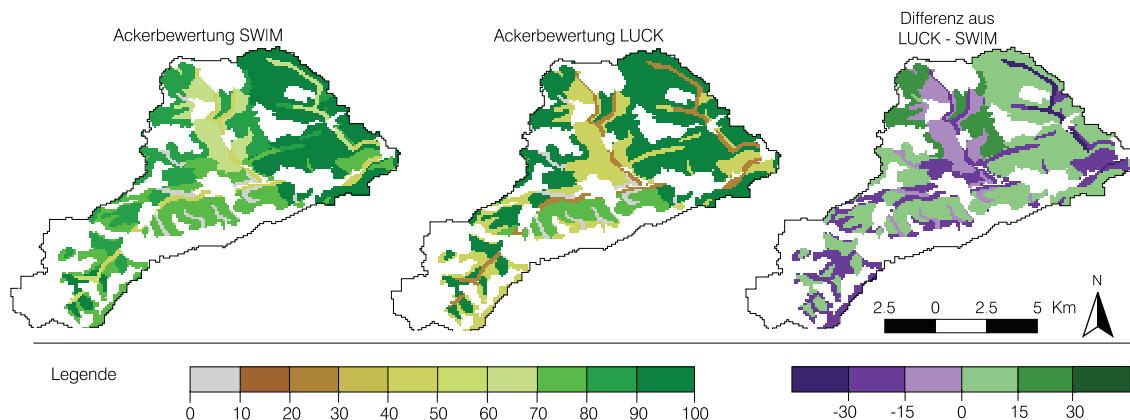 Ackerbewertung SWIM
Ackerbewertung LUCK
Differenz aus
LUCK - SWIM
N
2.5 0 2.5 5 Km
Legende
0 10 20 30 40 50 60 70 80 90 100
-30 -15 0 15 30